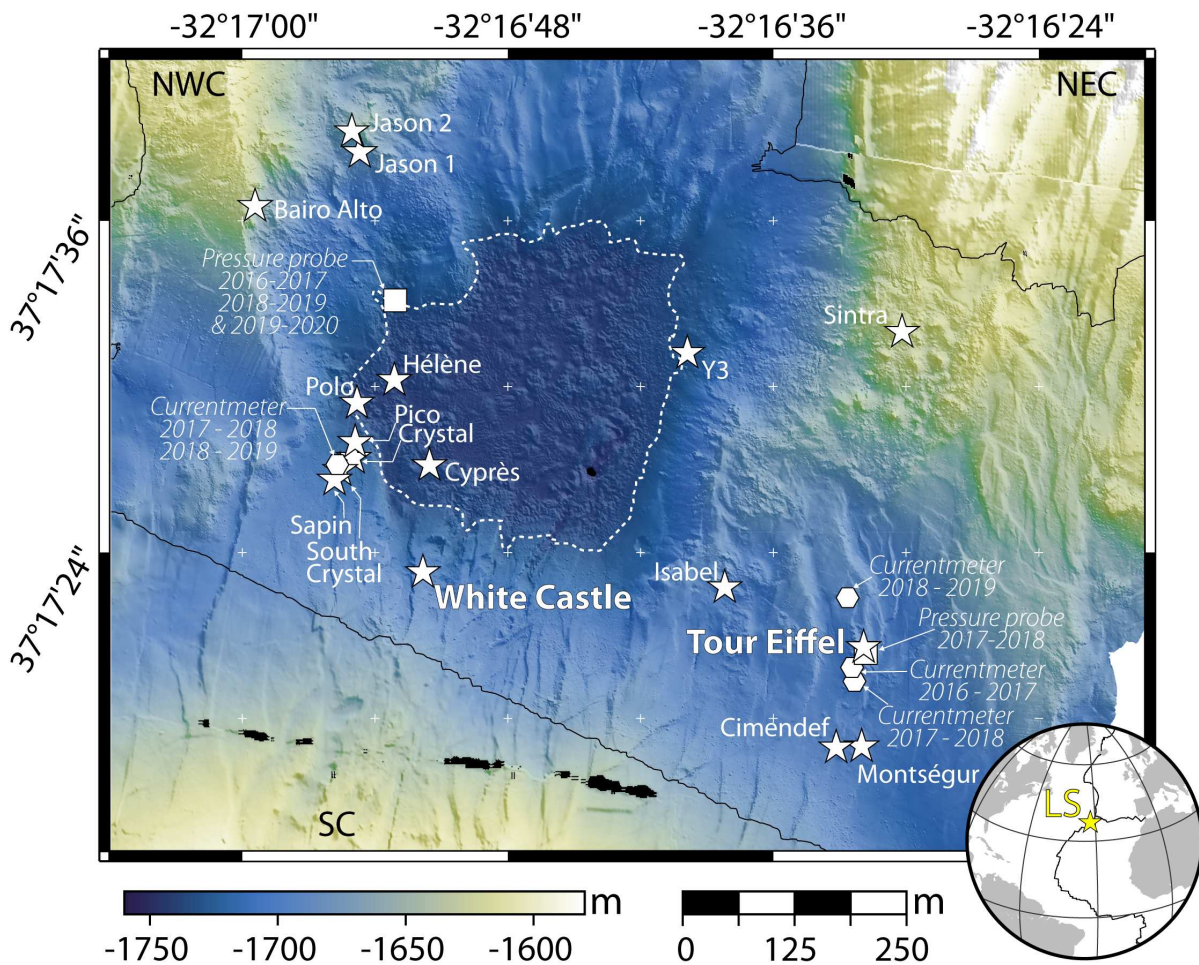 -32°17'00"
-32°16'48"
-32°16'36"
-32°16'24"
NWC
NEC
Jason 2
Jason 1
Bairo Alto
37°17'36"
Pressure probe
2016-2017
2018-2019
& 2019-2020
Sintra
Y3
Hélène
Polo
Currentmeter
2017 - 2018
2018 - 2019
Pico
Crystal
Cyprès
Sapin
South
Crystal
37°17'24"
White Castle
Isabel
Currentmeter
2018 - 2019
Tour Eiffel
Pressure probe
2017-2018
Currentmeter
2016 - 2017
Currentmeter
2017 - 2018
Cimendef
Montségur
SC
LS
m
-1750
-1700
-1650
-1600
m
0
125
250